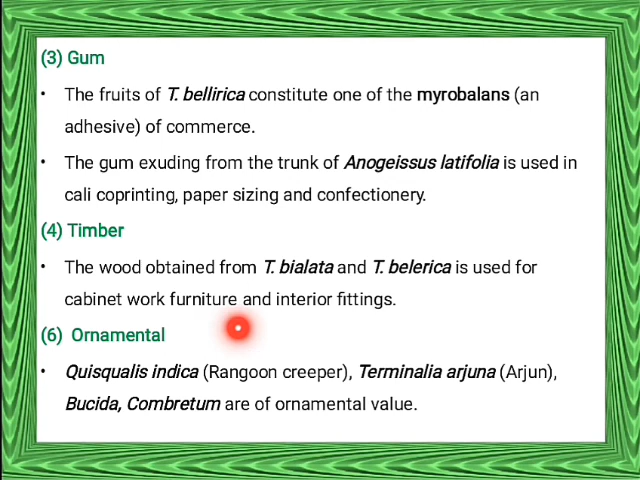 (3) Gum
• The fruits of T. bellirica constitute one of the myrobalans (an
adhesive) of commerce.
• The gum exuding from the trunk of Anogeissus latifolia is used in
cali coprinting, paper sizing and confectionery.
(4) Timber
• The wood obtained from T. bialata and T. belerica is used for
cabinet work furniture and interior fittings.
(6) Ornamental
• Quisqualis indica (Rangoon creeper), Terminalia arjuna (Arjun),
Bucida, Combretum are of ornamental value.